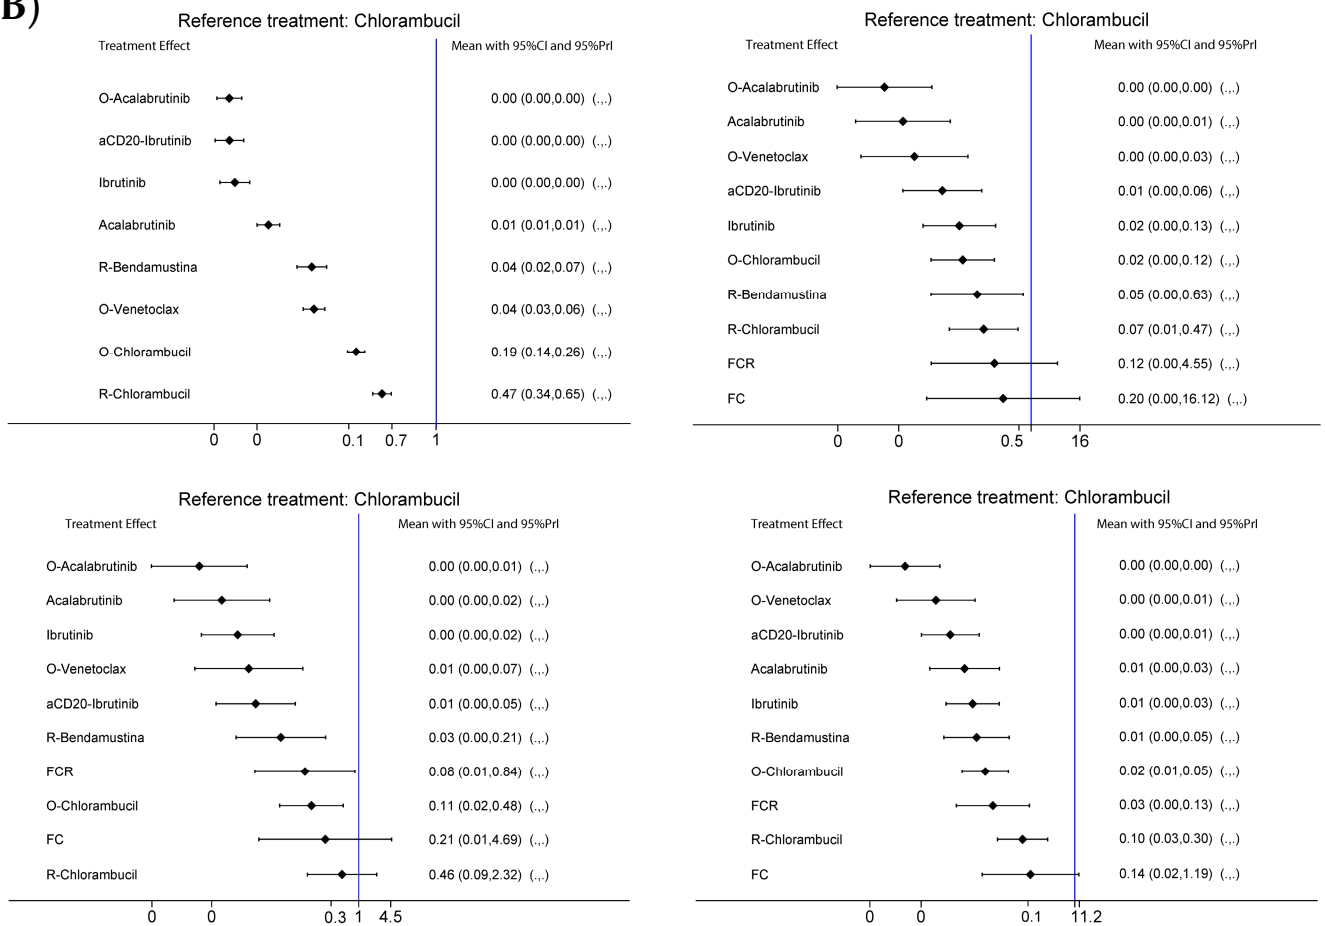 B)
Reference treatment: Chlorambucil
Treatment Effect Mean with 95%CI and 95%PrI
O-Acalabrutinib 0.00 (0.00,0.00) (.,.)
aCD20-Ibrutinib 0.00 (0.00,0.00) (.,.)
Ibrutinib 0.00 (0.00,0.00) (.,.)
Acalabrutinib 0.01 (0.01,0.01) (.,.)
R-Bendamustina 0.04 (0.02,0.07) (.,.)
O-Venetoclax 0.04 (0.03,0.06) (.,.)
O-Chlorambucil 0.19 (0.14,0.26) (.,.)
R-Chlorambucil 0.47 (0.34,0.65) (.,.)
0 0 0.1 0.7 1
Reference treatment: Chlorambucil
Treatment Effect Mean with 95%CI and 95%PrI
O-Acalabrutinib 0.00 (0.00,0.00) (.,.)
Acalabrutinib 0.00 (0.00,0.01) (.,.)
O-Venetoclax 0.00 (0.00,0.03) (.,.)
aCD20-Ibrutinib 0.01 (0.00,0.06) (.,.)
Ibrutinib 0.02 (0.00,0.13) (.,.)
O-Chlorambucil 0.02 (0.00,0.12) (.,.)
R-Bendamustina 0.05 (0.00,0.63) (.,.)
R-Chlorambucil 0.07 (0.01,0.47) (.,.)
FCR 0.12 (0.00,4.55) (.,.)
FC 0.20 (0.00,16.12) (.,.)
0 0 0.5 16
Reference treatment: Chlorambucil
Treatment Effect Mean with 95%CI and 95%PrI
O-Acalabrutinib 0.00 (0.00,0.01) (.,.)
Acalabrutinib 0.00 (0.00,0.02) (.,.)
Ibrutinib 0.00 (0.00,0.02) (.,.)
O-Venetoclax 0.01 (0.00,0.07) (.,.)
aCD20-Ibrutinib 0.01 (0.00,0.05) (.,.)
R-Bendamustina 0.03 (0.00,0.21) (.,.)
FCR 0.08 (0.01,0.84) (.,.)
O-Chlorambucil 0.11 (0.02,0.48) (.,.)
FC 0.21 (0.01,4.69) (.,.)
R-Chlorambucil 0.46 (0.09,2.32) (.,.)
0 0 0.3 1 4.5
Reference treatment: Chlorambucil
Treatment Effect Mean with 95%CI and 95%PrI
O-Acalabrutinib 0.00 (0.00,0.00) (.,.)
O-Venetoclax 0.00 (0.00,0.01) (.,.)
aCD20-Ibrutinib 0.00 (0.00,0.01) (.,.)
Acalabrutinib 0.01 (0.00,0.03) (.,.)
Ibrutinib 0.01 (0.00,0.03) (.,.)
R-Bendamustina 0.01 (0.00,0.05) (.,.)
O-Chlorambucil 0.02 (0.01,0.05) (.,.)
FCR 0.03 (0.00,0.13) (.,.)
R-Chlorambucil 0.10 (0.03,0.30) (.,.)
FC 0.14 (0.02,1.19) (.,.)
0 0 0.1 11.2